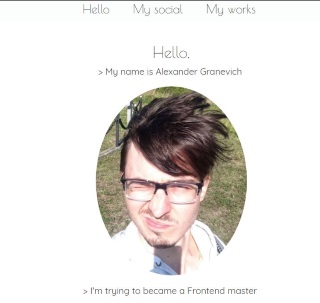 Hello My social My works
Hello,
> My name is Alexander Granevich
> I'm trying to became a Frontend master